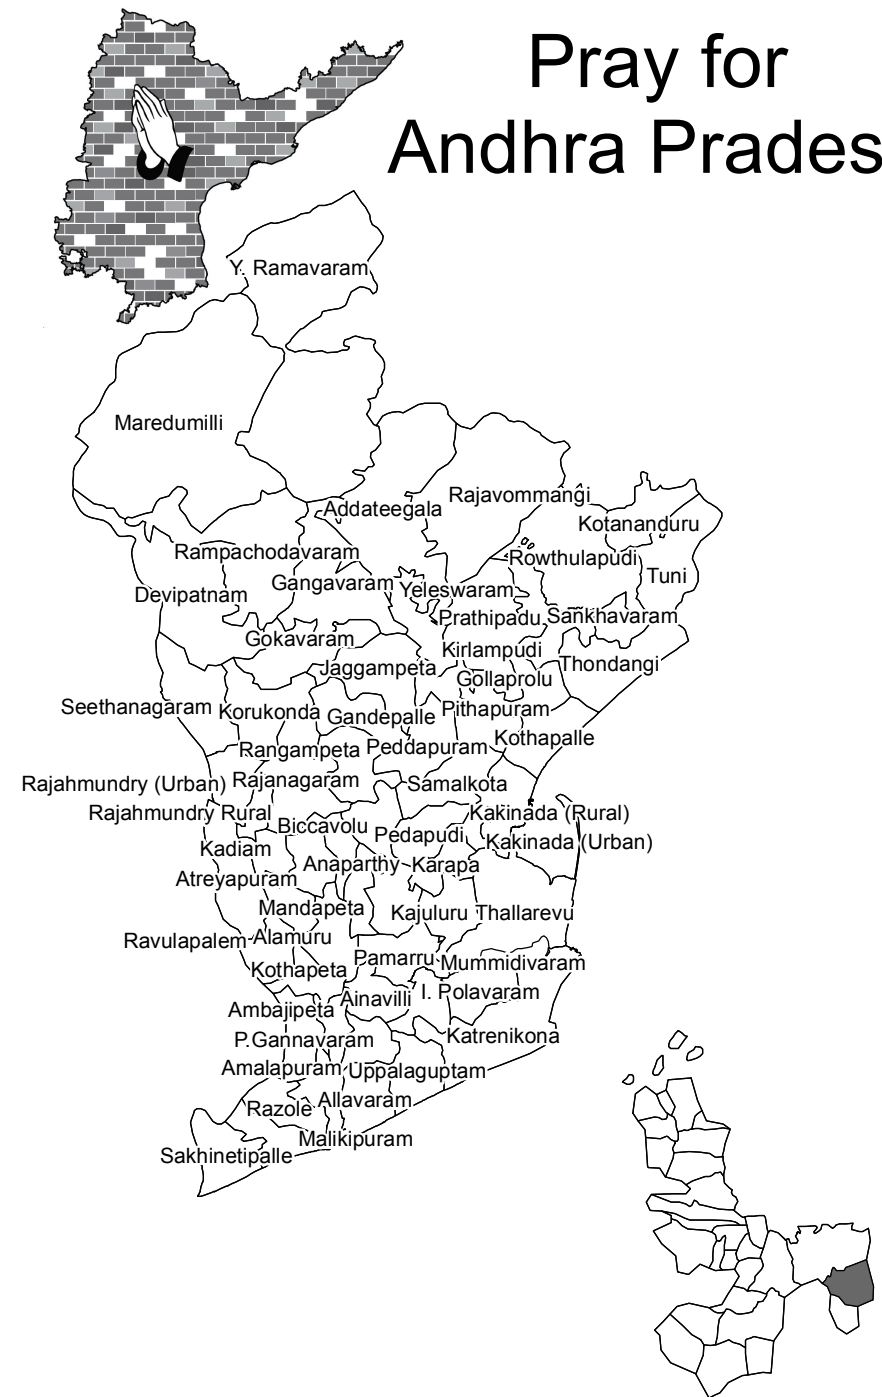 Pray for
Andhra Prades
Y. Ramavaram
Maredumilli
Addateegala
Rajavommangi
Kotananduru
Rampachodavaram
Rowthulapudi
Devipatnam
Gangavaram
Yeleswaram
Tuni
Prathipadu
Sankhavaram
Gokavaram
Kirlampudi
Jaggampeta
Gollaprolu
Thondangi
Seethanagaram
Korukonda
Gandepalle
Pithapuram
Rangampeta
Peddapuram
Kothapalle
Rajahmundry (Urban)
Rajanagaram
Samalkota
Rajahmundry Rural
Biccavolu
Pedapudi
Kakinada (Rural)
Kadiam
Kakinada (Urban)
Atreyapuram
Anaparthy
Karapa
Mandapeta
Kajuluru
Thallarevu
Ravulapalem
Alamuru
Kothapeta
Pamarru
Mummidivaram
Ambajipeta
Ainavilli
I. Polavaram
P.Gannavaram
Katrenikona
Amalapuram
Uppalaguptam
Razole
Allavaram
Sakhinetipalle
Malikipuram